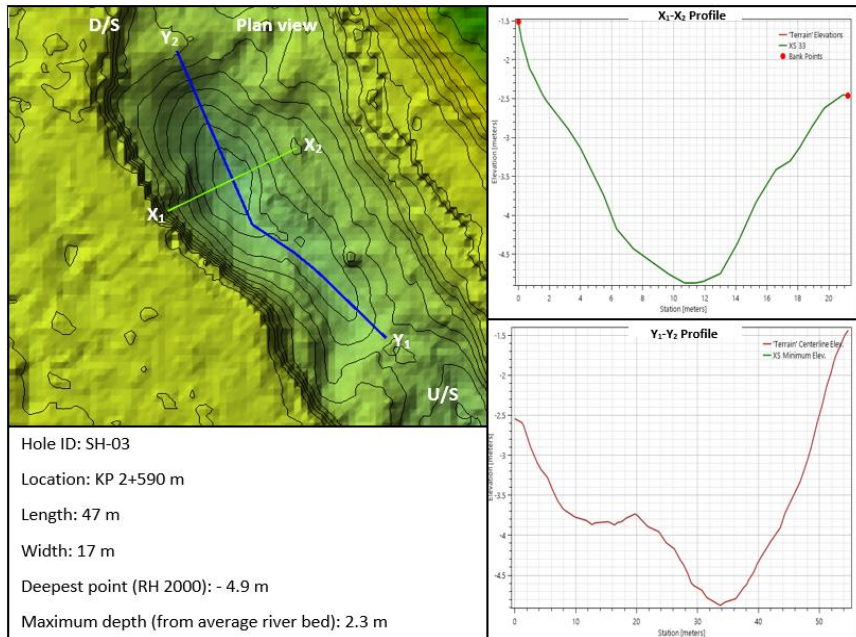 D/S
Plan view
Y2
X2
X1
Y1
U/S
Hole ID: SH-03
Location: KP 2+590 m
Length: 47 m
Width: 17 m
Deepest point (RH 2000): - 4.9 m
Maximum depth (from average river bed): 2.3 m
X1-X2 Profile
'Terrain' Elevations
XS 33
Bank Points
Elevation [meters]
-1.5
-2
-2.5
-3
-3.5
-4
-4.5
0 2 4 6 8 10 12 14 16 18 20
Station [meters]
Y1-Y2 Profile
'Terrain' Centerline Elev.
XS Minimum Elev.
Elevation [meters]
-1.5
-2
-2.5
-3
-3.5
-4
-4.5
0 10 20 30 40 50
Station [meters]